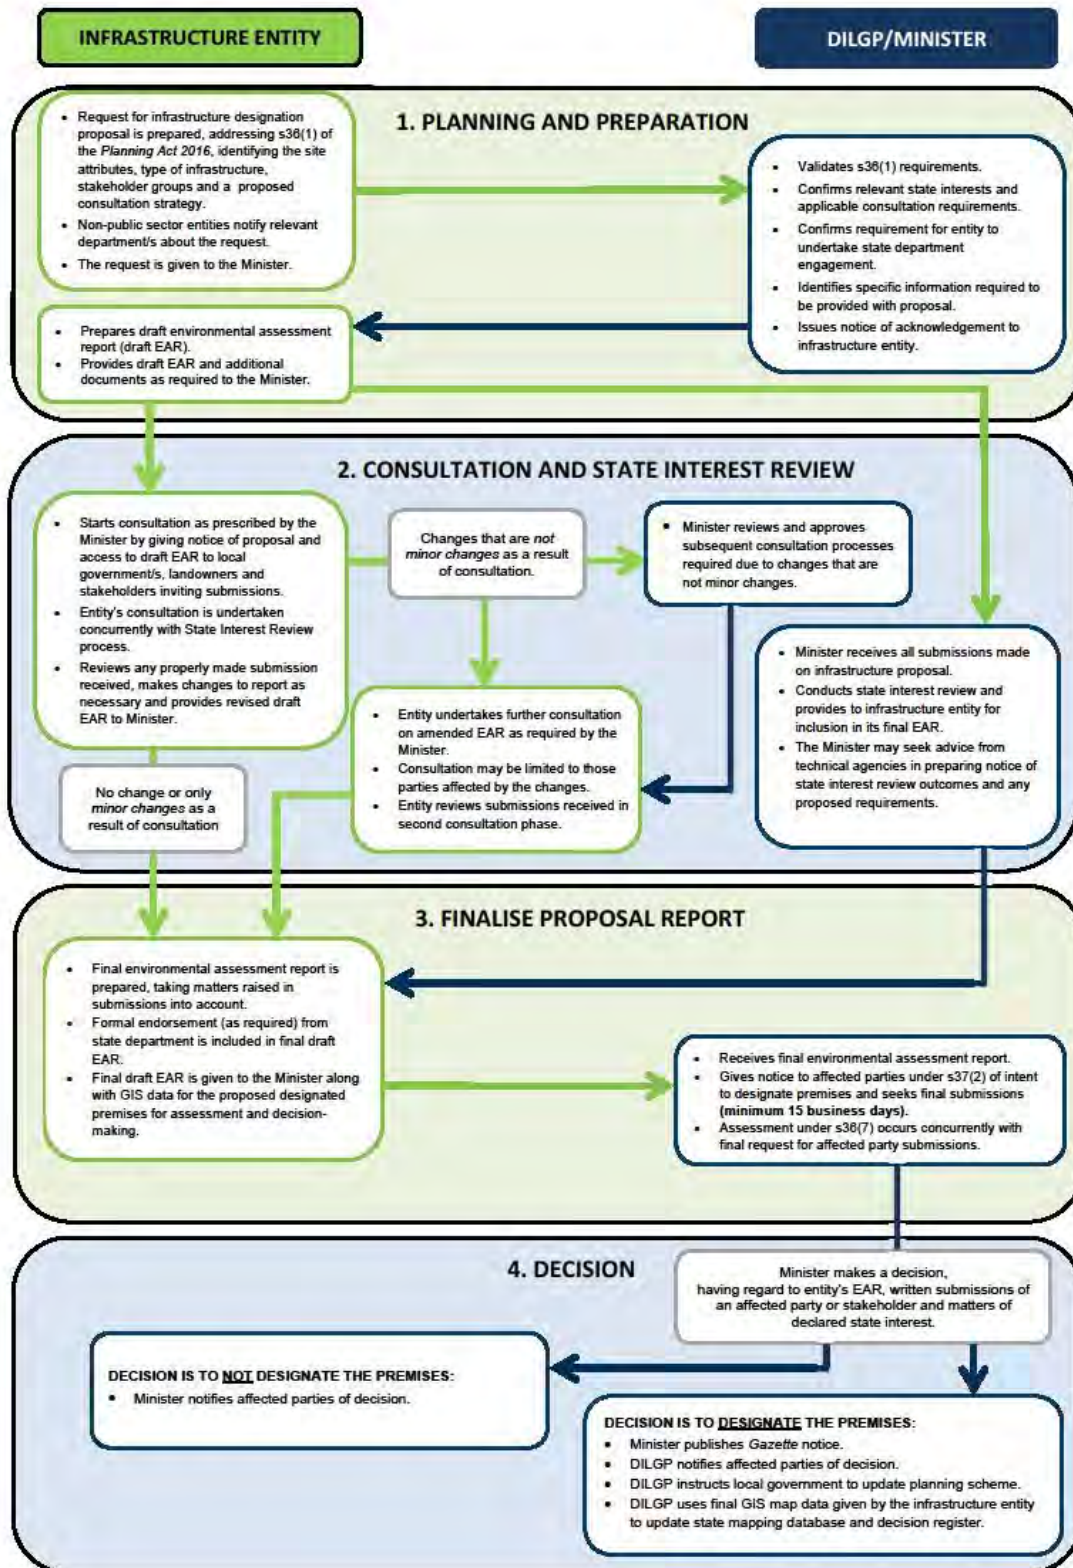 INFRASTRUCTURE ENTITY
DILGP/MINISTER
1. PLANNING AND PREPARATION
• Request for infrastructure designation
proposal is prepared, addressing s36(1) of
the Planning Act 2016, identifying the site
attributes, type of infrastructure,
stakeholder groups and a proposed
consultation strategy.
• Non-public sector entities notify relevant
department/s about the request.
• The request is given to the Minister.
• Validates s36(1) requirements.
• Confirms relevant state interests and
applicable consultation requirements.
• Confirms requirement for entity to
undertake state department
engagement.
• Identifies specific information required to
be provided with proposal.
• Issues notice of acknowledgement to
infrastructure entity.
• Prepares draft environmental assessment
report (draft EAR).
• Provides draft EAR and additional
documents as required to the Minister.
2. CONSULTATION AND STATE INTEREST REVIEW
• Starts consultation as prescribed by the
Minister by giving notice of proposal and
access to draft EAR to local
government/s, landowners and
stakeholders inviting submissions.
• Entity's consultation is undertaken
concurrently with State Interest Review
process.
• Reviews any properly made submission
received, makes changes to report as
necessary and provides revised draft
EAR to Minister.
Changes that are not
minor changes as a result
of consultation.
▪ Minister reviews and approves
subsequent consultation processes
required due to changes that are
not minor changes.
• Minister receives all submissions made
on infrastructure proposal.
• Conducts state interest review and
provides to infrastructure entity for
inclusion in its final EAR.
• The Minister may seek advice from
technical agencies in preparing notice of
state interest review outcomes and any
proposed requirements.
• Entity undertakes further consultation
on amended EAR as required by the
Minister.
• Consultation may be limited to those
parties affected by the changes.
• Entity reviews submissions received in
second consultation phase.
No change or only
minor changes as a
result of consultation
3. FINALISE PROPOSAL REPORT
• Final environmental assessment report is
prepared, taking matters raised in
submissions into account.
• Formal endorsement (as required) from
state department is included in final draft
EAR.
• Final draft EAR is given to the Minister along
with GIS data for the proposed designated
premises for assessment and decision-
making.
• Receives final environmental assessment report.
• Gives notice to affected parties under s37(2) of intent
to designate premises and seeks final submissions
(minimum 15 business days).
• Assessment under s36(7) occurs concurrently with
final request for affected party submissions.
4. DECISION
Minister makes a decision,
having regard to entity's EAR, written submissions of
an affected party or stakeholder and matters of
declared state interest.
DECISION IS TO NOT DESIGNATE THE PREMISES:
• Minister notifies affected parties of decision.
DECISION IS TO DESIGNATE THE PREMISES:
• Minister publishes Gazette notice.
• DILGP notifies affected parties of decision.
• DILGP instructs local government to update planning scheme.
• DILGP uses final GIS map data given by the infrastructure entity
to update state mapping database and decision register.